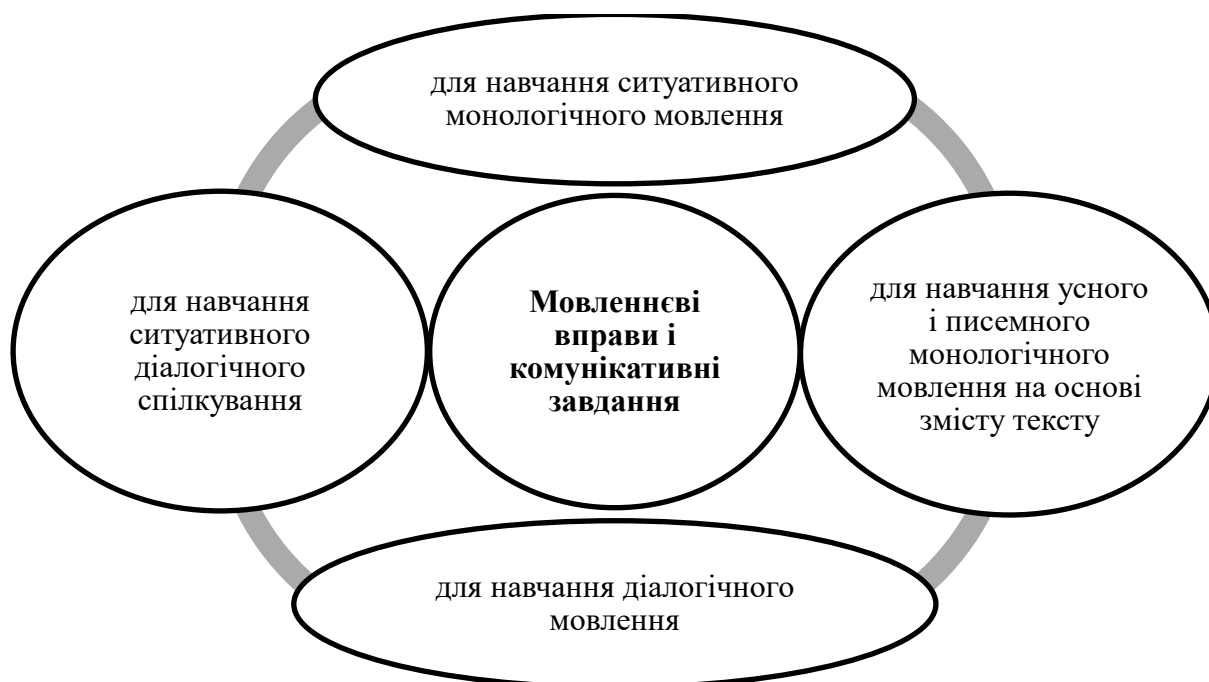 для навчання ситуативного
монологічного мовлення
для навчання
ситуативного
діалогічного
спілкування
Мовленнєві
вправи і
комунікативні
завдання
для навчання усного
і писемного
монологічного
мовлення на основі
змісту тексту
для навчання діалогічного
мовлення